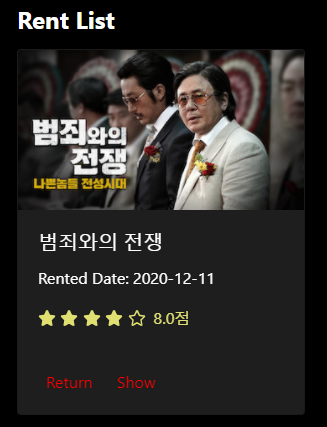 Rent List
범죄와의
전쟁
나쁜놈들 전성시대
범죄와의 전쟁
Rented Date: 2020-12-11
8.0점
Return Show